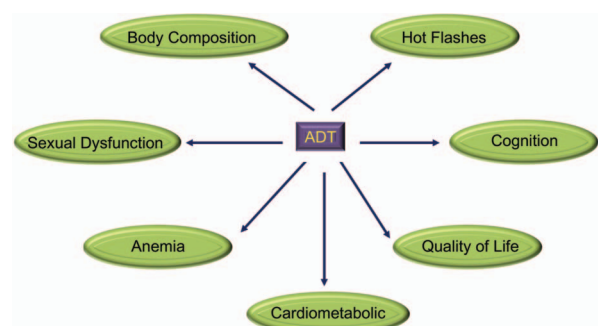 Body Composition
Hot Flashes
ADT
Sexual Dysfunction
Cognition
Anemia
Quality of Life
Cardiometabolic